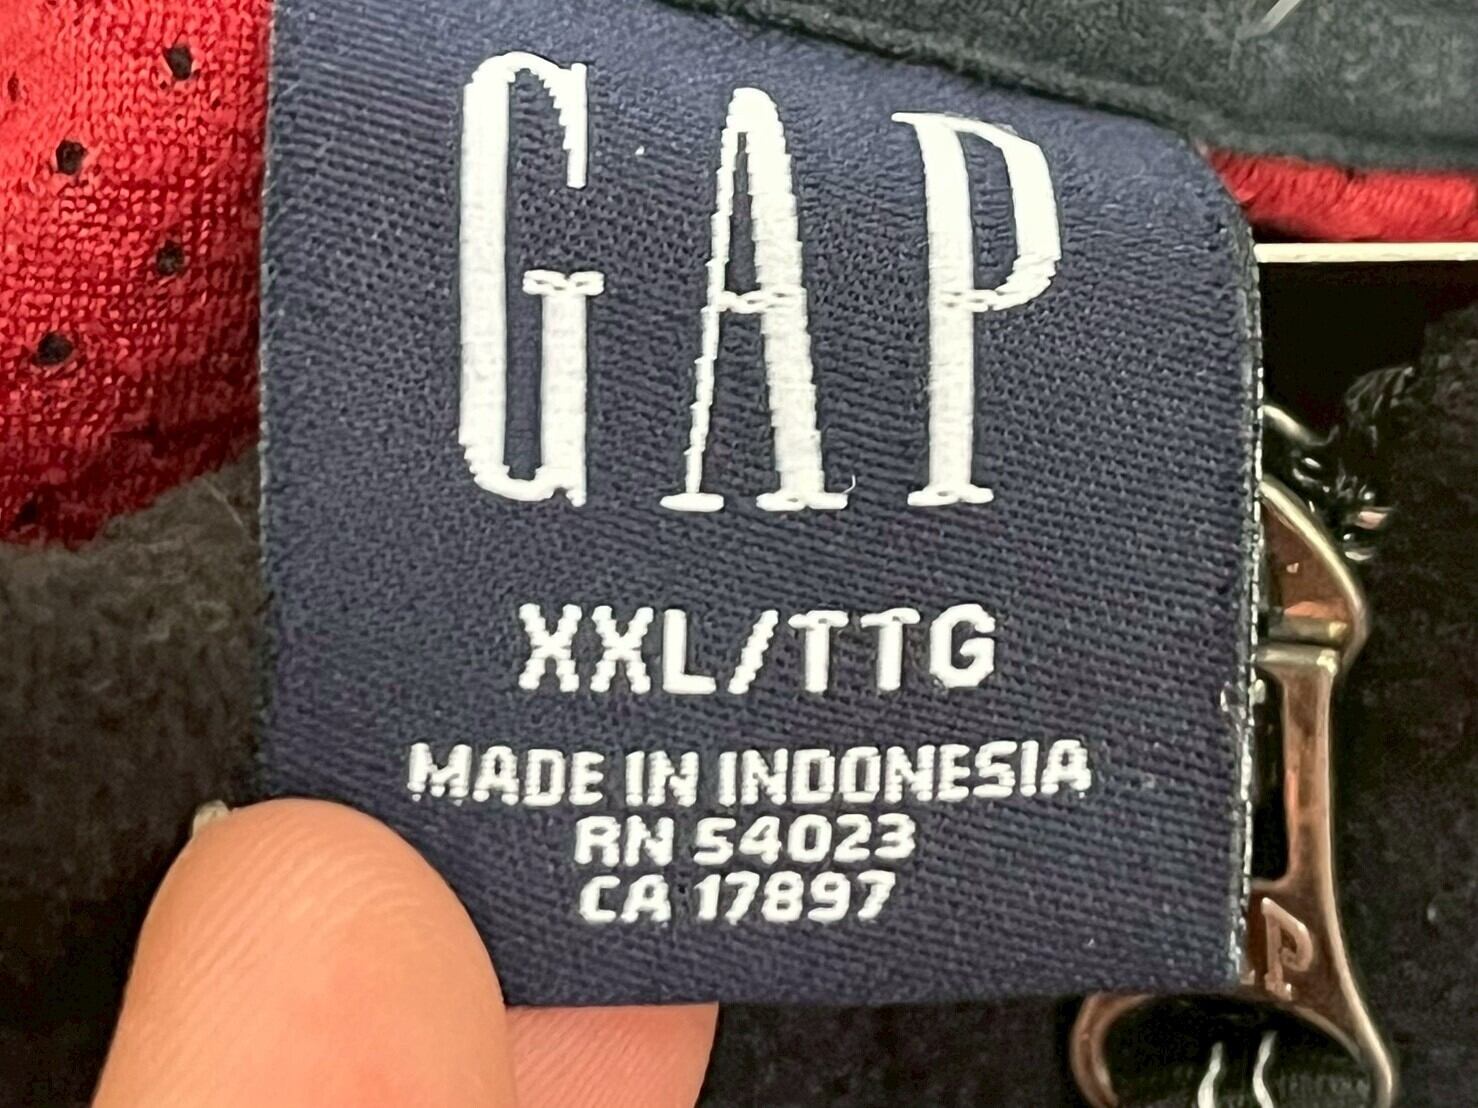 GAP
XXL/TTG
MADE IN INDONESIA
RN 54023
CA 17897
P